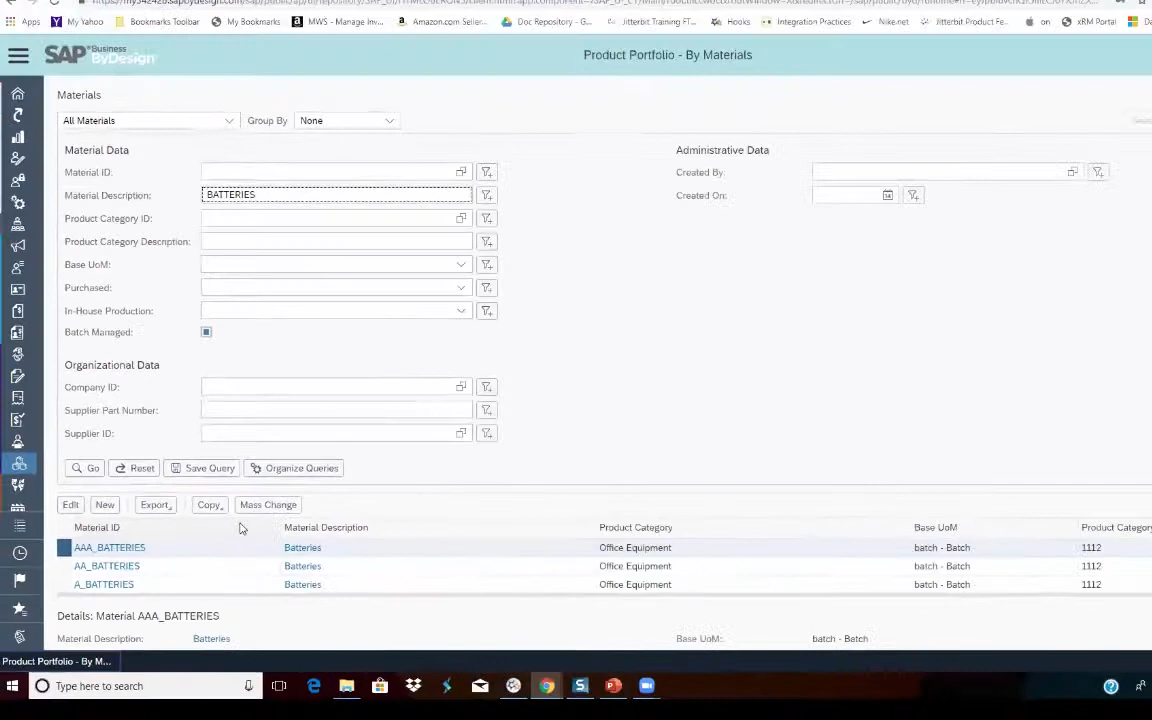 Apps My Yahoo Bookmarks Toolbar My Bookmarks MWS - Manage Inv... Amazon.com Seller... Doc Repository - G... Jitterbit Training FT... Hooks Integration Practices Nike.net Jitterbit Product Fe... on xRM Portal
SAP Business ByDesign
Product Portfolio - By Materials
Materials
All Materials Group By None
Material Data Administrative Data
Material ID: Created By:
Material Description: BATTERIES Created On:
Product Category ID:
Product Category Description:
Base UoM:
Purchased:
In-House Production:
Batch Managed:
Organizational Data
Company ID:
Supplier Part Number:
Supplier ID:
Go Reset Save Query Organize Queries
Edit New Export Copy Mass Change
Material ID Material Description Product Category Base UoM Product Category
AAA_BATTERIES Batteries Office Equipment batch - Batch 1112
AA_BATTERIES Batteries Office Equipment batch - Batch 1112
A_BATTERIES Batteries Office Equipment batch - Batch 1112
Details: Material AAA_BATTERIES
Material Description: Batteries Base UoM: batch - Batch
Product Portfolio - By M...
Type here to search